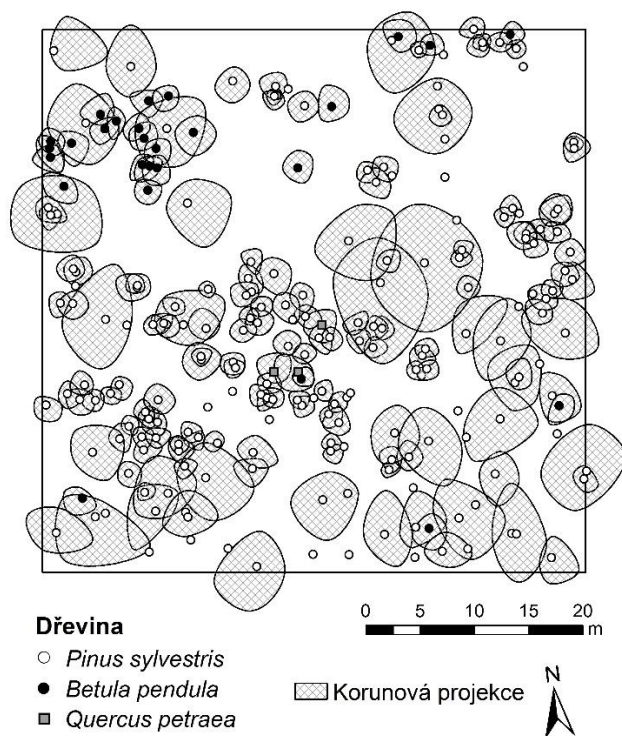 Dřevina
Pinus sylvestris
Betula pendula
Quercus petraea
Korunová projekce
0 5 10 15 20
m
N